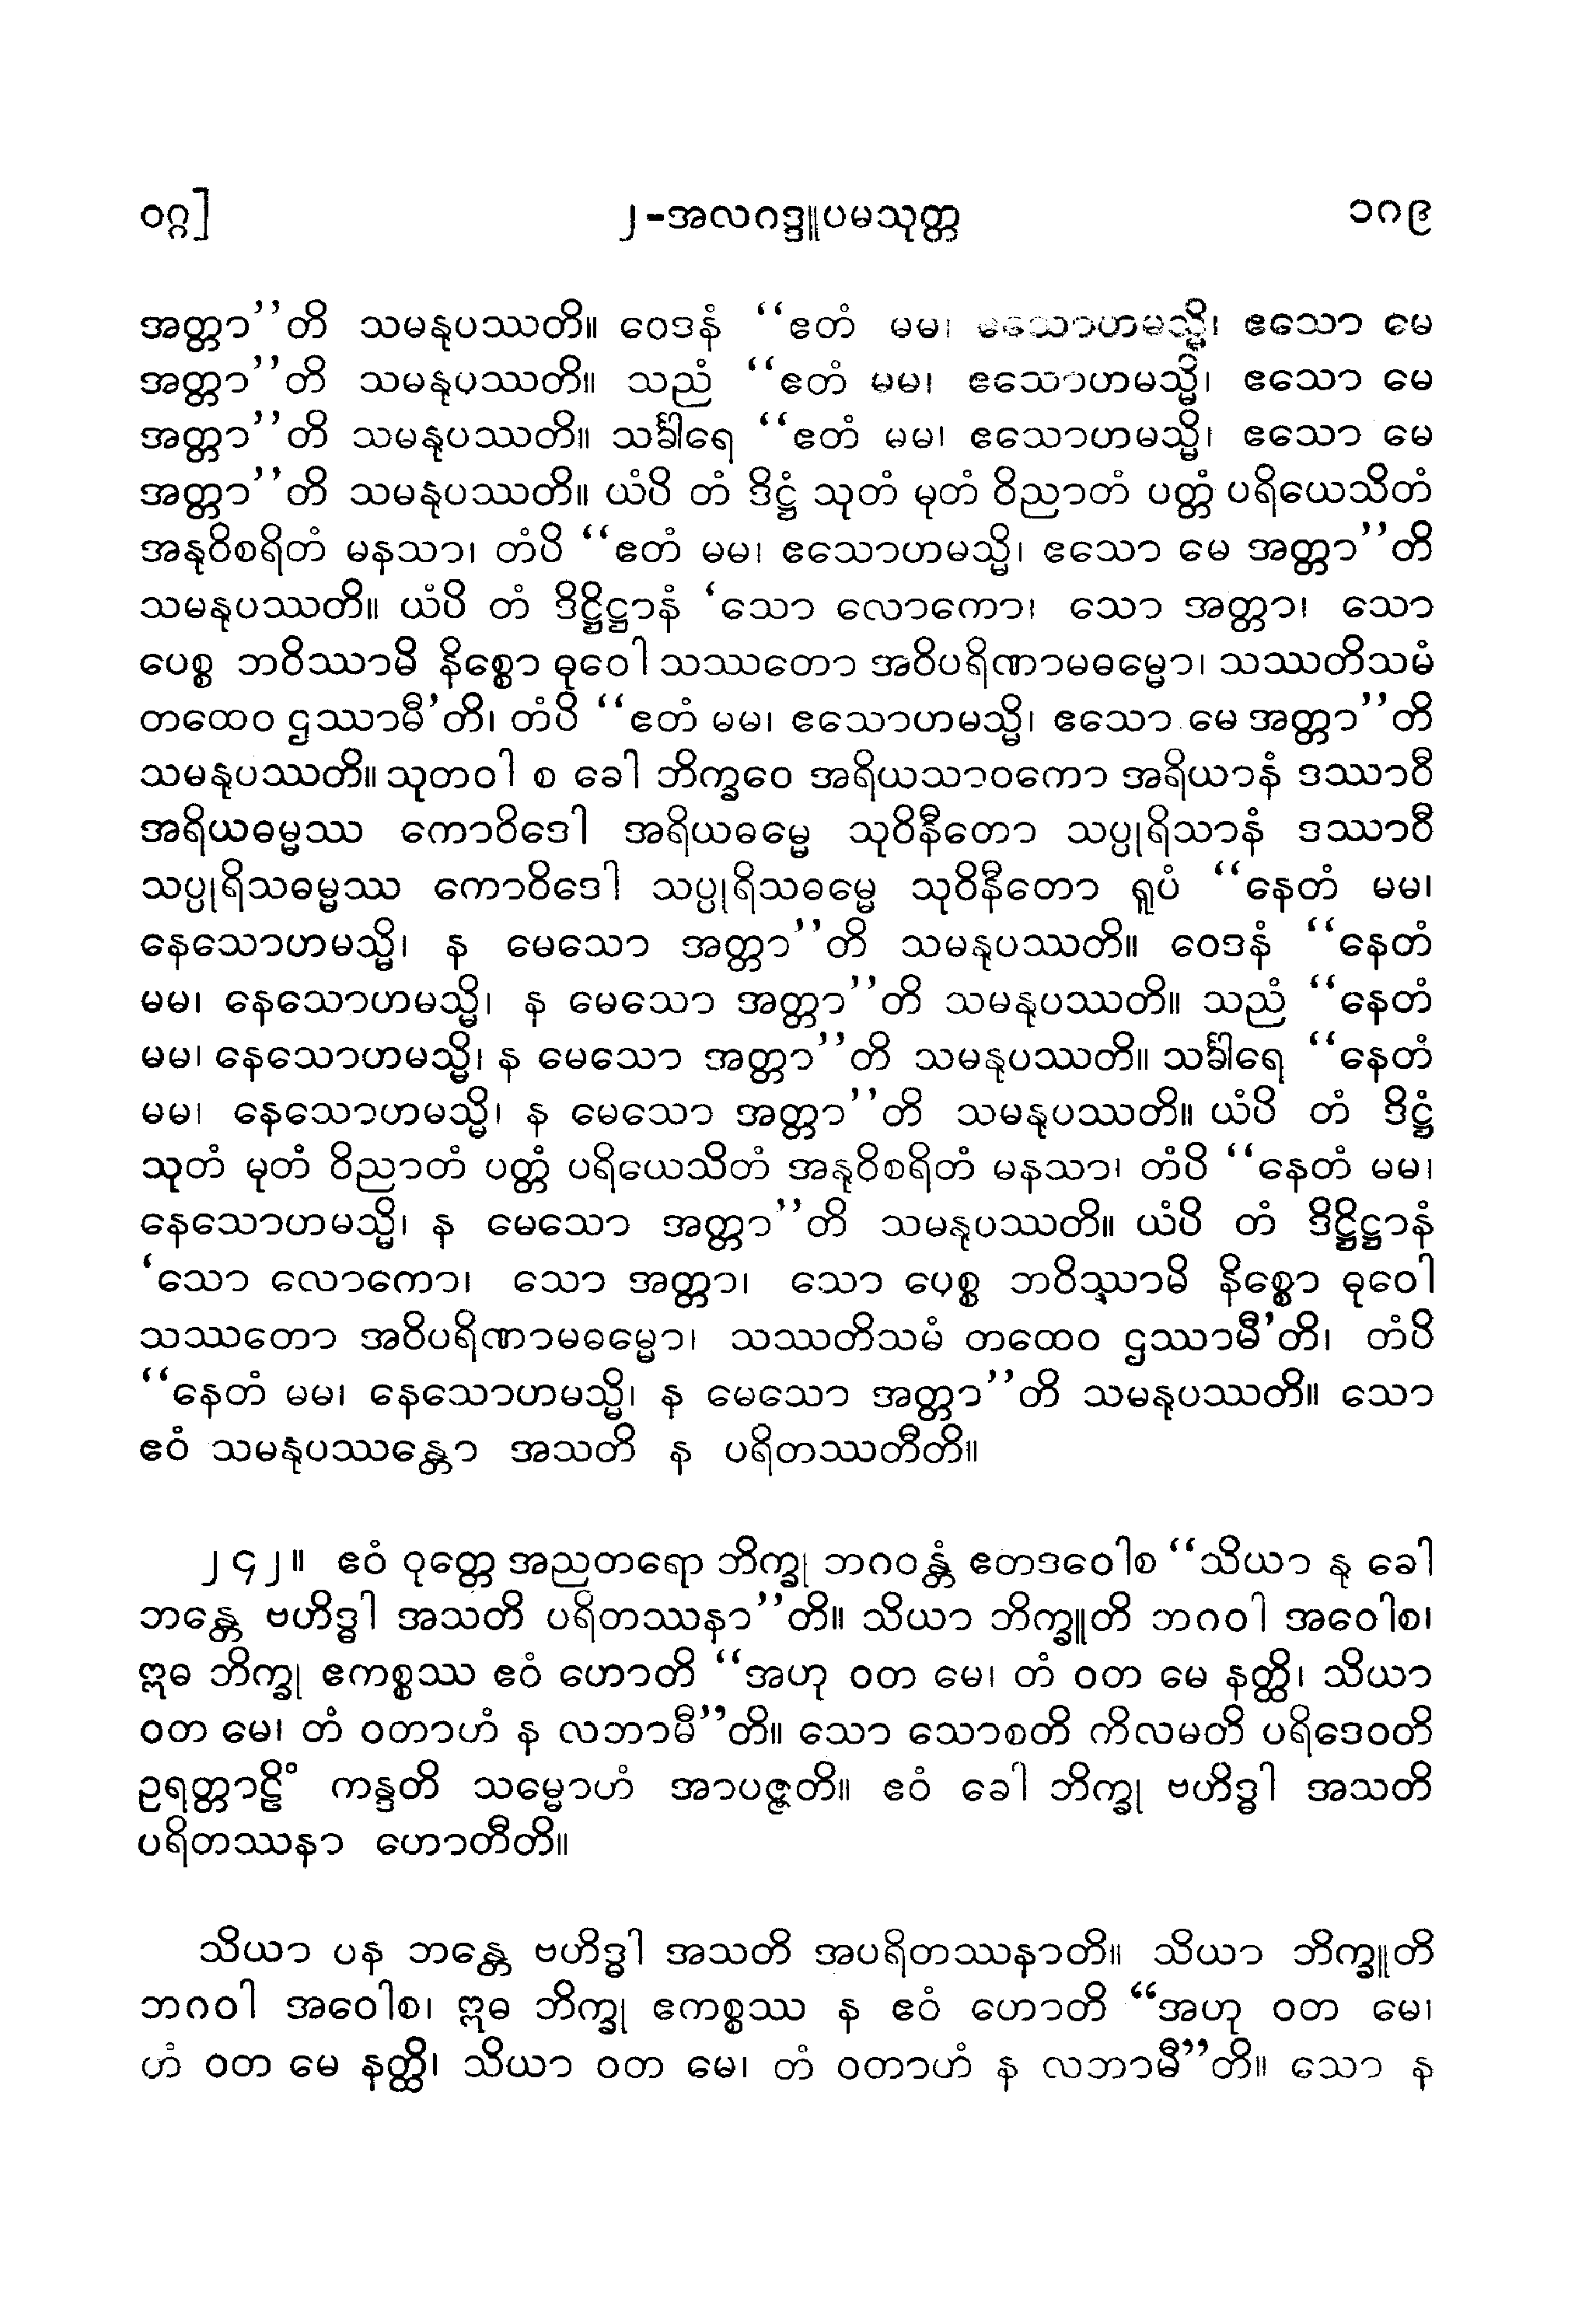 ဝဂ္ဂ] ၂-အလဂဒ္ဒူပမသုတ္တ ၁၈၉
အတ္တာ’’တိ သမနုပဿတိ။ ဝေဒနံ ‘‘ဧတံ မမ၊ ဧသောဟမသ္မိ၊ ဧသော မေ
အတ္တာ’’တိ သမနုပဿတိ။ သညံ ‘‘ဧတံ မမ၊ ဧသောဟမသ္မိ၊ ဧသော မေ
အတ္တာ’’တိ သမနုပဿတိ။ သင်္ခါရေ ‘‘ဧတံ မမ၊ ဧသောဟမသ္မိ၊ ဧသော မေ
အတ္တာ’’တိ သမနုပဿတိ။ ယံပိ တံ ဒိဋ္ဌံ သုတံ မုတံ ဝိညာတံ ပတ္တံ ပရိယေသိတံ
အနုဝိစရိတံ မနသာ၊ တံပိ ‘‘ဧတံ မမ၊ ဧသောဟမသ္မိ၊ ဧသော မေ အတ္တာ’’တိ
သမနုပဿတိ။ ယံပိ တံ ဒိဋ္ဌိဋ္ဌာနံ ‘သော လောကော၊ သော အတ္တာ၊ သော
ပေစ္စ ဘဝိဿာမိ နိစ္စော ဓုဝေါ သဿတော အဝိပရိဏာမဓမ္မော၊ သဿတိသမံ
တထေဝ ဌဿာမီ’တိ၊ တံပိ ‘‘ဧတံ မမ၊ ဧသောဟမသ္မိ၊ ဧသော မေ အတ္တာ’’တိ
သမနုပဿတိ။ သုတဝါ စ ခေါ ဘိက္ခဝေ အရိယသာဝကော အရိယာနံ ဒဿာဝီ
အရိယဓမ္မဿ ကောဝိဒေါ အရိယဓမ္မေ သုဝိနီတော သပ္ပုရိသာနံ ဒဿာဝီ
သပ္ပုရိသဓမ္မဿ ကောဝိဒေါ သပ္ပုရိသဓမ္မေ သုဝိနီတော ရူပံ ‘‘နေတံ မမ၊
နေသောဟမသ္မိ၊ န မေသော အတ္တာ’’တိ သမနုပဿတိ။ ဝေဒနံ ‘‘နေတံ
မမ၊ နေသောဟမသ္မိ၊ န မေသော အတ္တာ’’တိ သမနုပဿတိ။ သညံ ‘‘နေတံ
မမ၊ နေသောဟမသ္မိ၊ န မေသော အတ္တာ’’တိ သမနုပဿတိ။ သင်္ခါရေ ‘‘နေတံ
မမ၊ နေသောဟမသ္မိ၊ န မေသော အတ္တာ’’တိ သမနုပဿတိ။ ယံပိ တံ ဒိဋ္ဌံ
သုတံ မုတံ ဝိညာတံ ပတ္တံ ပရိယေသိတံ အနုဝိစရိတံ မနသာ၊ တံပိ ‘‘နေတံ မမ၊
နေသောဟမသ္မိ၊ န မေသော အတ္တာ’’တိ သမနုပဿတိ။ ယံပိ တံ ဒိဋ္ဌိဋ္ဌာနံ
‘သော လောကော၊ သော အတ္တာ၊ သော ပေစ္စ ဘဝိဿာမိ နိစ္စော ဓုဝေါ
သဿတော အဝိပရိဏာမဓမ္မော၊ သဿတိသမံ တထေဝ ဌဿာမီ’တိ၊ တံပိ
‘‘နေတံ မမ၊ နေသောဟမသ္မိ၊ န မေသော အတ္တာ’’တိ သမနုပဿတိ။ သော
ဧဝံ သမနုပဿန္တော အသတိ န ပရိတဿတီတိ။
၂၄၂။ ဧဝံ ဝုတ္တေ အညတရော ဘိက္ခု ဘဂဝန္တံ ဧတဒဝေါစ ‘‘သိယာ နု ခေါ
ဘန္တေ ဗဟိဒ္ဓါ အသတိ ပရိတဿနာ’’တိ။ သိယာ ဘိက္ခူတိ ဘဂဝါ အဝေါစ၊
ဣဓ ဘိက္ခု ဧကစ္စဿ ဧဝံ ဟောတိ ‘‘အဟု ဝတ မေ၊ တံ ဝတ မေ နတ္ထိ၊ သိယာ
ဝတ မေ၊ တံ ဝတာဟံ န လဘာမီ’’တိ။ သော သောစတိ ကိလမတိ ပရိဒေဝတိ
ဥရတ္တာဠိံ ကန္ဒတိ သမ္မောဟံ အာပဇ္ဇတိ။ ဧဝံ ခေါ ဘိက္ခု ဗဟိဒ္ဓါ အသတိ
ပရိတဿနာ ဟောတီတိ။
သိယာ ပန ဘန္တေ ဗဟိဒ္ဓါ အသတိ အပရိတဿနာတိ။ သိယာ ဘိက္ခူတိ
ဘဂဝါ အဝေါစ၊ ဣဓ ဘိက္ခု ဧကစ္စဿ န ဧဝံ ဟောတိ ‘‘အဟု ဝတ မေ၊
ဟံ ဝတ မေ နတ္ထိ၊ သိယာ ဝတ မေ၊ တံ ဝတာဟံ န လဘာမီ’’တိ။ သော န